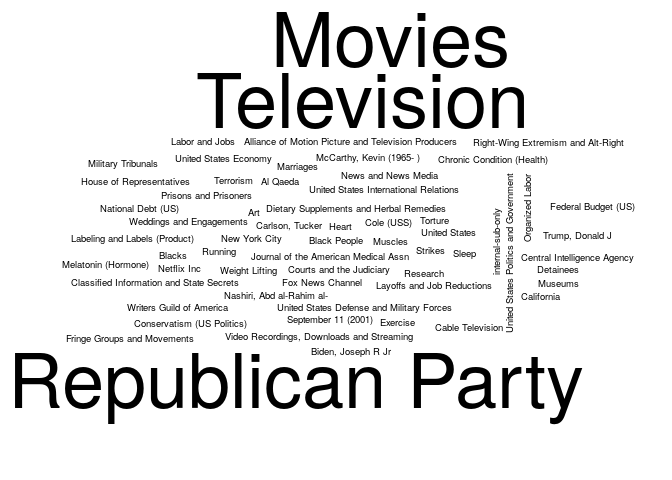 Movies
Television
Labor and Jobs
Alliance of Motion Picture and Television Producers
Right-Wing Extremism and Alt-Right
Military Tribunals
United States Economy
Marriages
McCarthy, Kevin (1965- )
Chronic Condition (Health)
House of Representatives
Terrorism
Al Qaeda
News and News Media
Prisons and Prisoners
United States International Relations
National Debt (US)
Art
Dietary Supplements and Herbal Remedies
Federal Budget (US)
Weddings and Engagements
Carlson, Tucker
Heart
Cole (USS)
Torture
United States
internal-sub-only
United States Politics and Government
Organized Labor
Labeling and Labels (Product)
New York City
Black People
Muscles
Trump, Donald J
Blacks
Running
Journal of the American Medical Assn
Strikes
Sleep
Central Intelligence Agency
Melatonin (Hormone)
Netflix Inc
Weight Lifting
Courts and the Judiciary
Research
Detainees
Classified Information and State Secrets
Fox News Channel
Layoffs and Job Reductions
Museums
Nashiri, Abd al-Rahim al-
California
Writers Guild of America
United States Defense and Military Forces
Conservatism (US Politics)
September 11 (2001)
Exercise
Cable Television
Fringe Groups and Movements
Video Recordings, Downloads and Streaming
Biden, Joseph R Jr
Republican Party